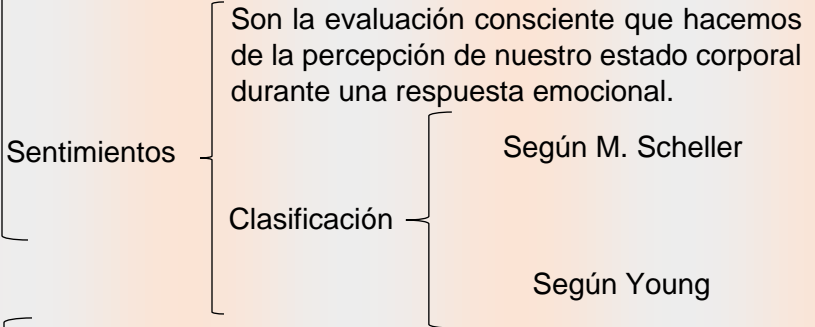 Son la evaluación consciente que hacemos
de la percepción de nuestro estado corporal
durante una respuesta emocional.
Sentimientos
Según M. Scheller
Clasificación
Según Young